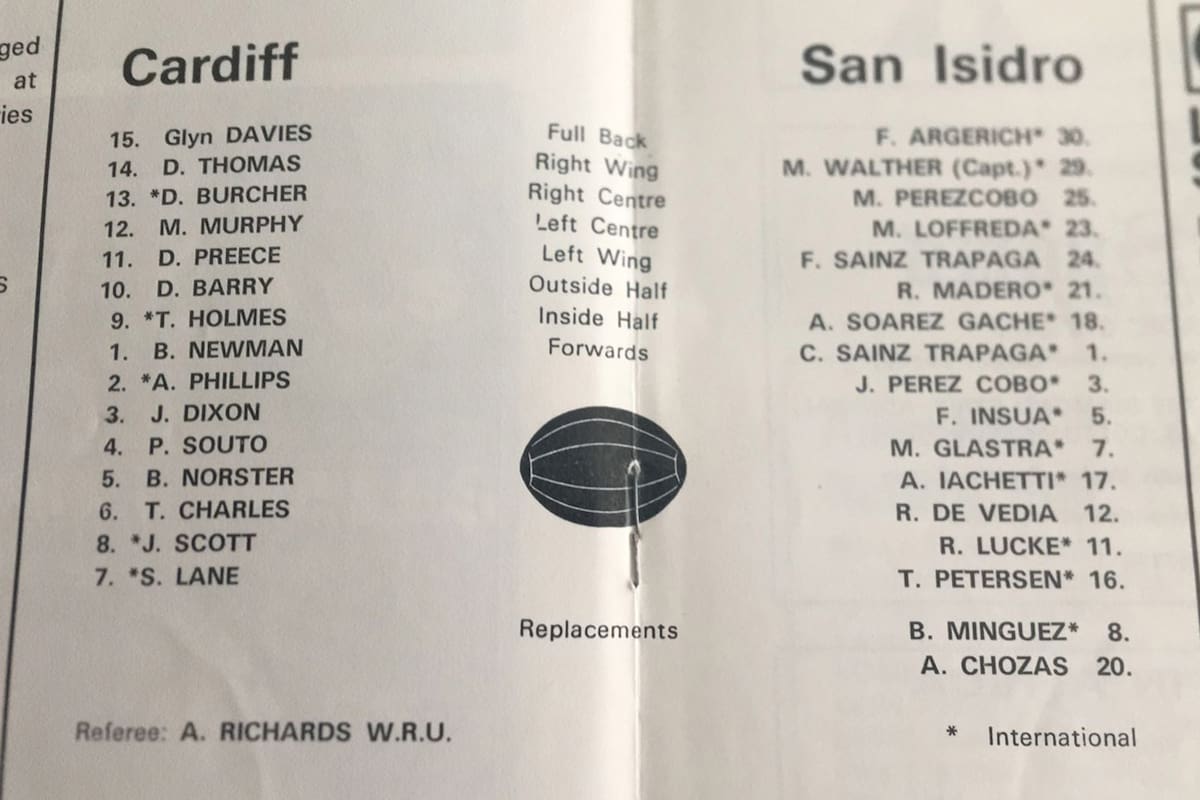 ged
at
ies
Cardiff San Isidro
15. Glyn DAVIES Full Back F. ARGERICH* 30.
14. D. THOMAS Right Wing M. WALTHER (Capt.)* 29.
13. *D. BURCHER Right Centre M. PEREZCOBO 25.
12. M. MURPHY Left Centre M. LOFFREDA* 23.
11. D. PREECE Left Wing F. SAINZ TRAPAGA 24.
10. D. BARRY Outside Half R. MADERO* 21.
9. *T. HOLMES Inside Half A. SOAREZ GACHE* 18.
1. B. NEWMAN Forwards C. SAINZ TRAPAGA* 1.
2. *A. PHILLIPS J. PEREZ COBO* 3.
3. J. DIXON F. INSUA* 5.
4. P. SOUTO M. GLASTRA* 7.
5. B. NORSTER A. IACHETTI* 17.
6. T. CHARLES R. DE VEDIA 12.
8. *J. SCOTT R. LUCKE* 11.
7. *S. LANE T. PETERSEN* 16.
Replacements B. MINGUEZ* 8.
A. CHOZAS 20.
Referee: A. RICHARDS W.R.U. * International